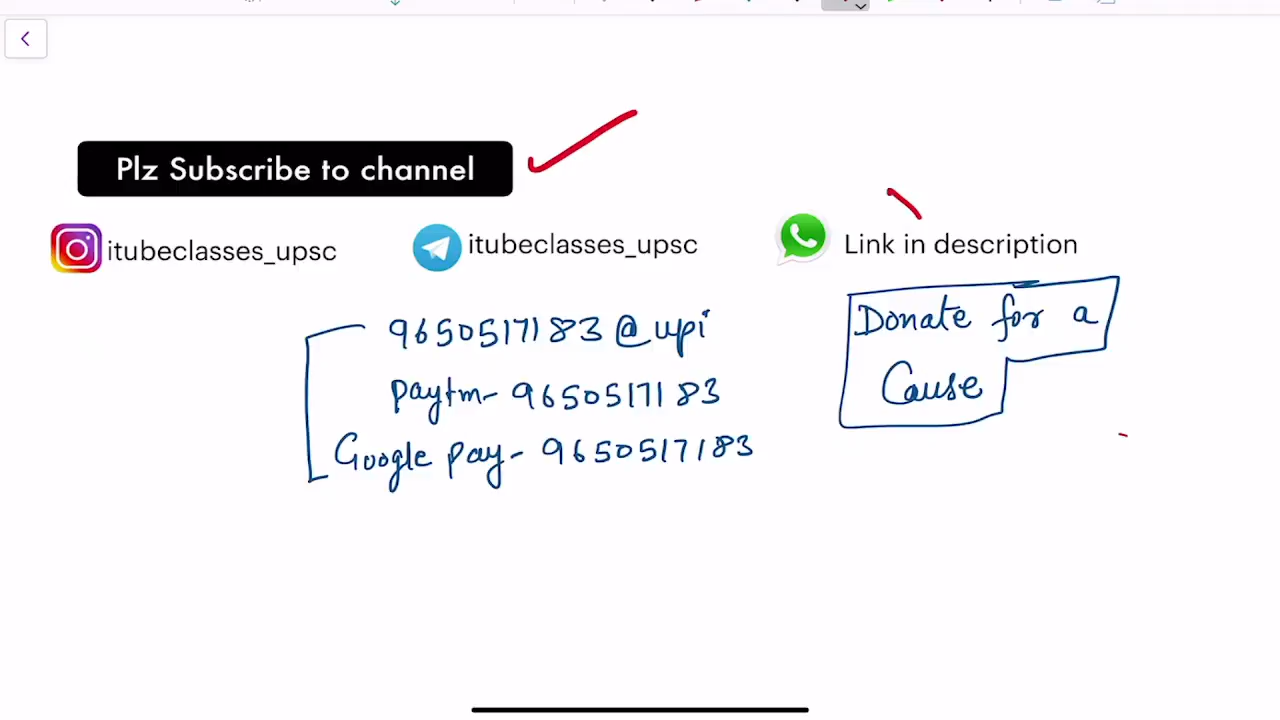 Plz Subscribe to channel
itubeclasses_upsc
itubeclasses_upsc
Link in description
9650517183@upi
Paytm- 9650517183
Google pay- 9650517183
Donate for a
Cause